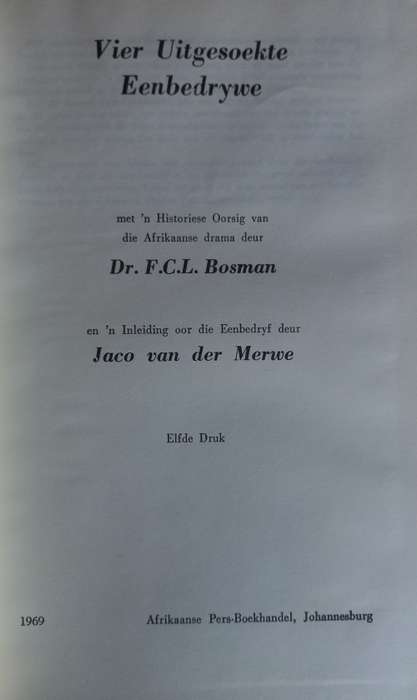 Vier Uitgesoekte
Eenbedrywe
met 'n Historiese Oorsig van
die Afrikaanse drama deur
Dr. F.C.L. Bosman
en 'n Inleiding oor die Eenbedryf deur
Jaco van der Merwe
Elfde Druk
1969 Afrikaanse Pers-Boekhandel, Johannesburg